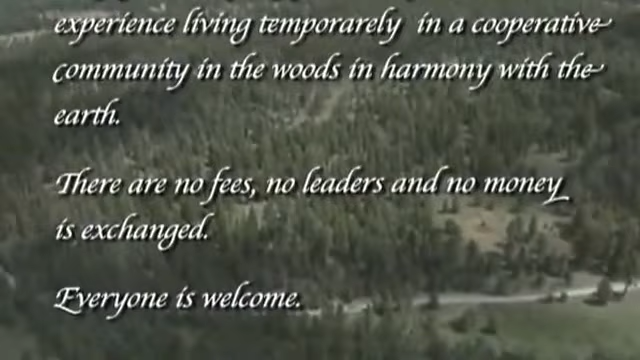 experience living temporarely in a cooperative
community in the woods in harmony with the
earth.
There are no fees, no leaders and no money
is exchanged.
Everyone is welcome.